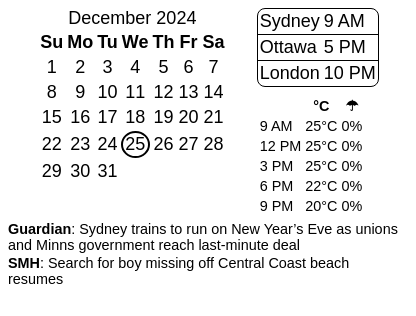 December 2024
Su Mo Tu We Th Fr Sa
1 2 3 4 5 6 7
8 9 10 11 12 13 14
15 16 17 18 19 20 21
22 23 24 25 26 27 28
29 30 31
Sydney 9 AM
Ottawa 5 PM
London 10 PM
°C ☂
9 AM 25°C 0%
12 PM 25°C 0%
3 PM 25°C 0%
6 PM 22°C 0%
9 PM 20°C 0%
Guardian: Sydney trains to run on New Year’s Eve as unions
and Minns government reach last-minute deal
SMH: Search for boy missing off Central Coast beach
resumes